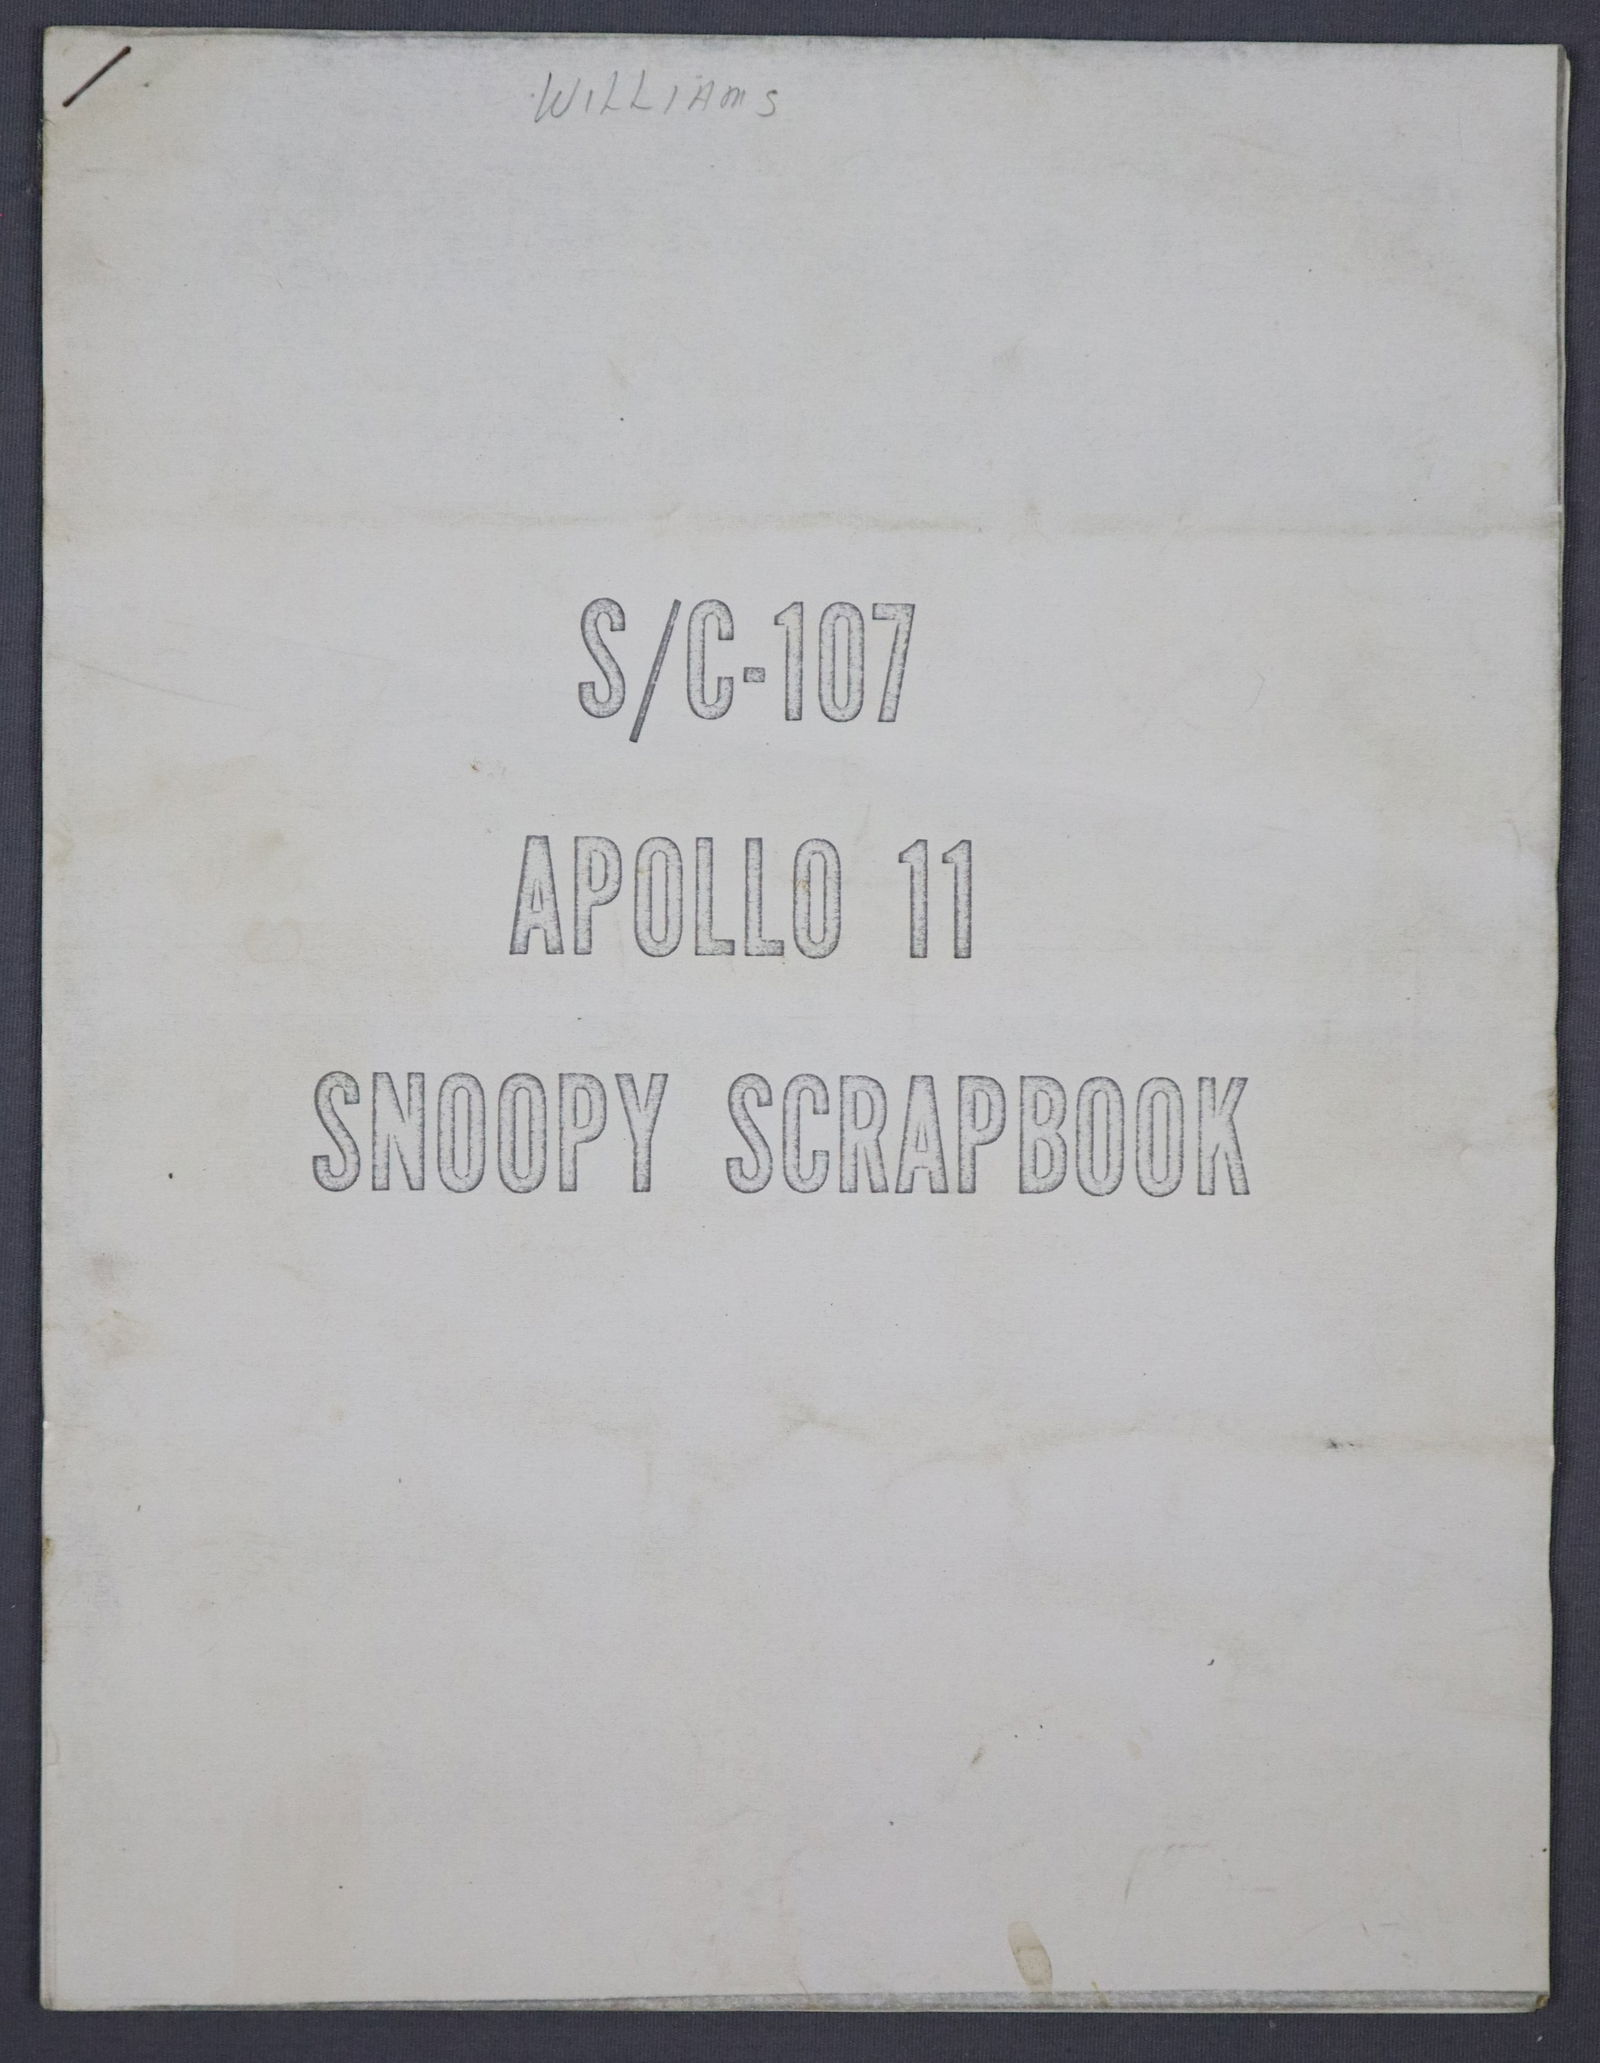 WILLIAMS
S/C-107
APOLLO 11
SNOOPY SCRAPBOOK